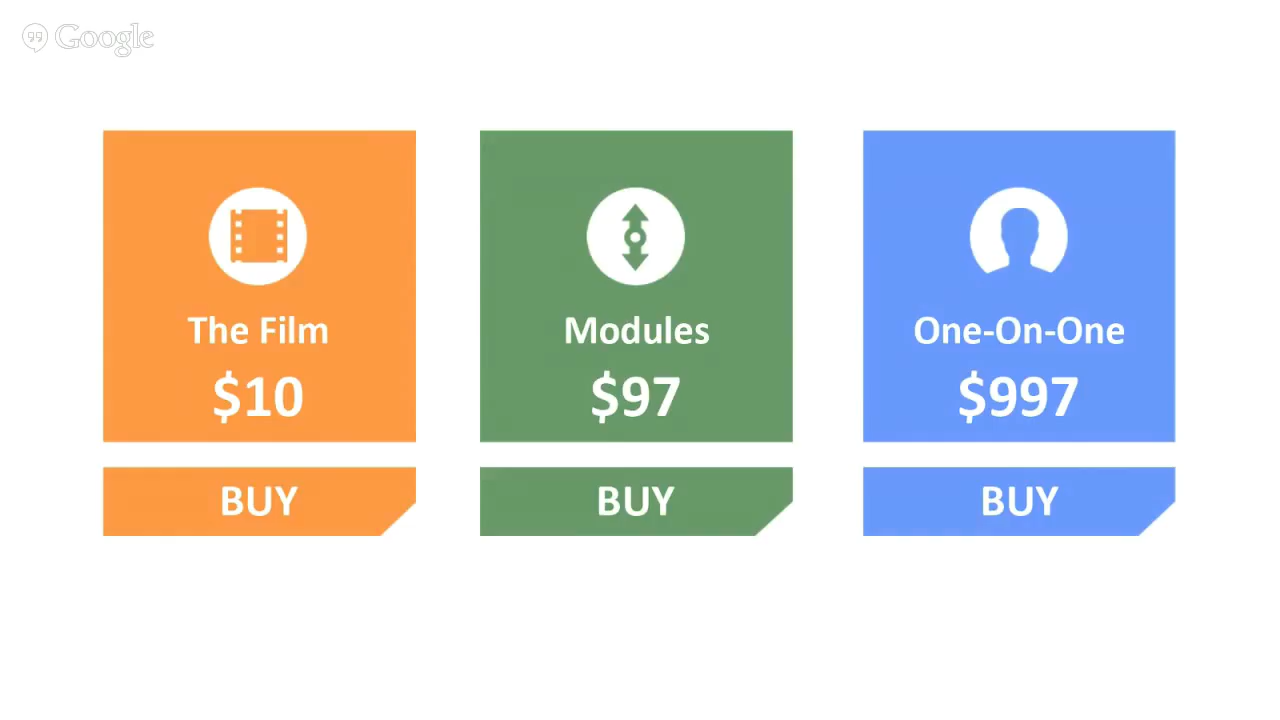 Google
The Film
$10
BUY
Modules
$97
BUY
One-On-One
$997
BUY